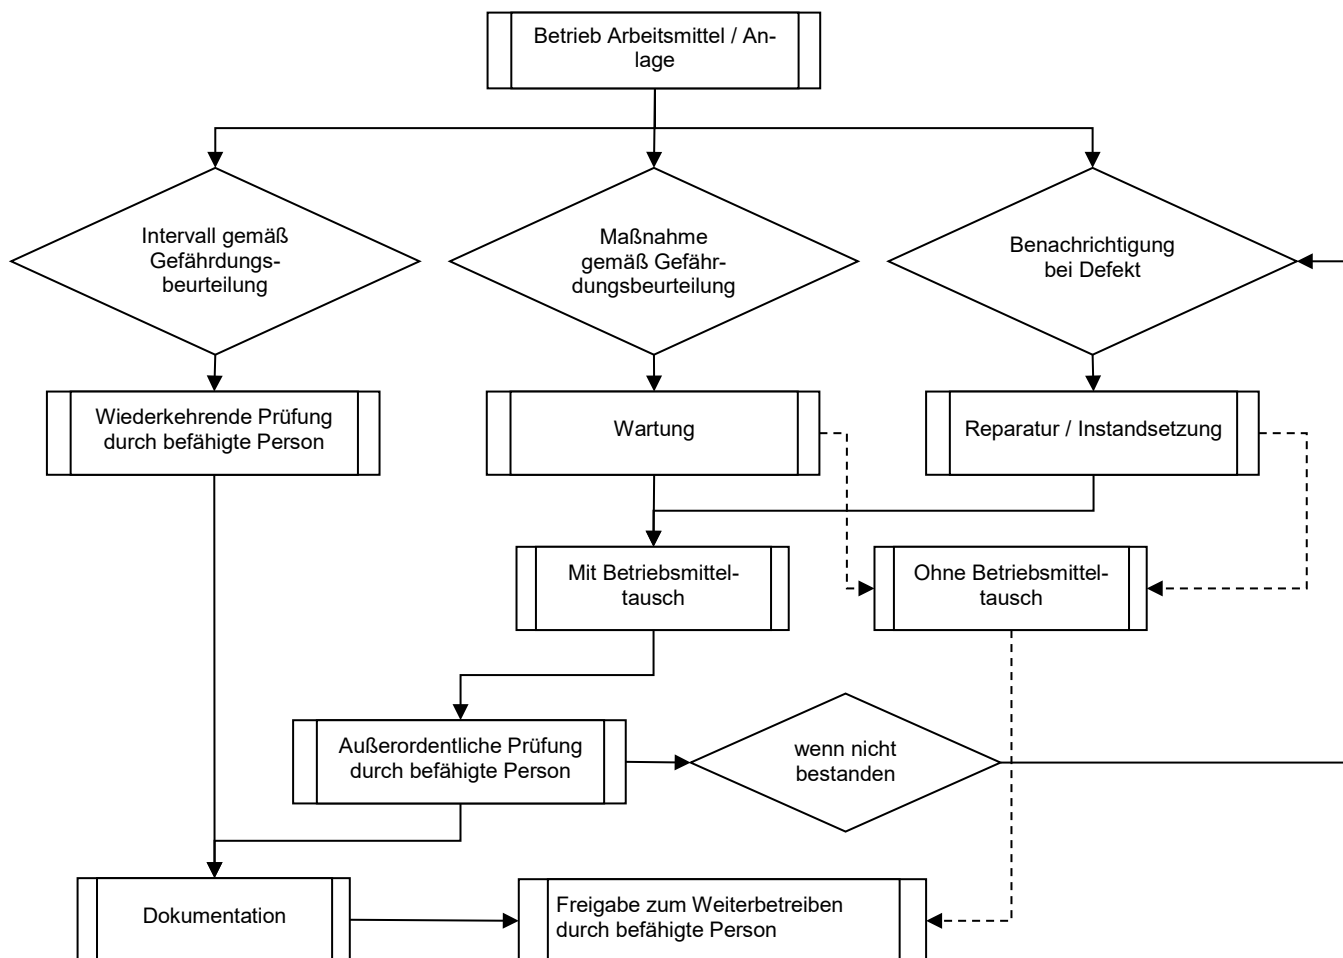 Betrieb Arbeitsmittel / An-
lage
Intervall gemäß
Gefährdungs-
beurteilung
Maßnahme
gemäß Gefähr-
dungsbeurteilung
Benachrichtigung
bei Defekt
Wiederkehrende Prüfung
durch befähigte Person
Wartung
Reparatur / Instandsetzung
Mit Betriebsmittel-
tausch
Ohne Betriebsmittel-
tausch
Außerordentliche Prüfung
durch befähigte Person
wenn nicht
bestanden
Dokumentation
Freigabe zum Weiterbetreiben
durch befähigte Person